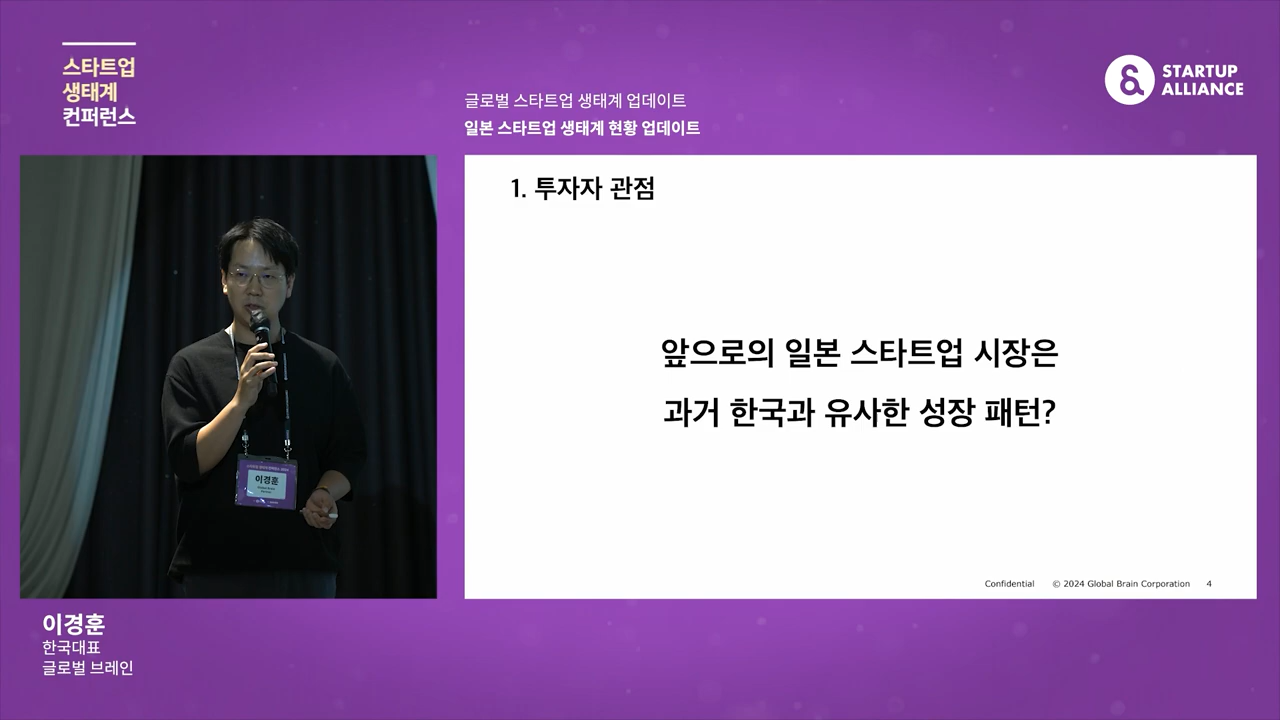 스타트업
생태계
컨퍼런스
글로벌 스타트업 생태계 업데이트
일본 스타트업 생태계 현황 업데이트
STARTUP
ALLIANCE
1. 투자자 관점
앞으로의 일본 스타트업 시장은
과거 한국과 유사한 성장 패턴?
Confidential © 2024 Global Brain Corporation 4
이경훈
Global Brain
이경훈
한국대표
글로벌 브레인